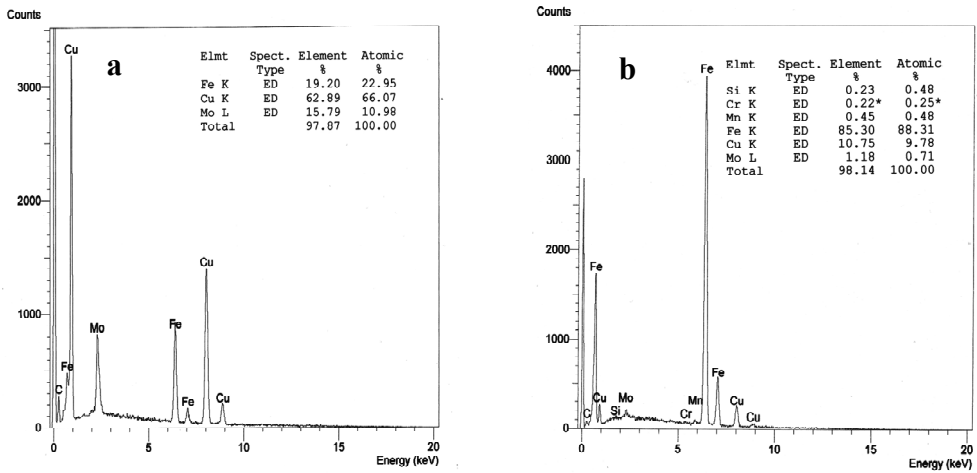 Counts
a
Elmt Spect. Element Atomic
Type % %
Fe K ED 19.20 22.95
Cu K ED 62.89 66.07
Mo L ED 15.79 10.98
Total 97.87 100.00
Cu
3000
2000
Cu
1000
Mo
Fe
Fe
C
Fe
Cu
0
0 5 10 15 20
Energy (keV)
Counts
b
Elmt Spect. Element Atomic
Type % %
Si K ED 0.23 0.48
Cr K ED 0.22* 0.25*
Mn K ED 0.45 0.48
Fe K ED 85.30 88.31
Cu K ED 10.75 9.78
Mo L ED 1.18 0.71
Total 98.14 100.00
Fe
4000
3000
2000
Fe
1000
Fe
C Cu Si Mo Cr Mn Cu Cu
0
0 5 10 15 20
Energy (keV)